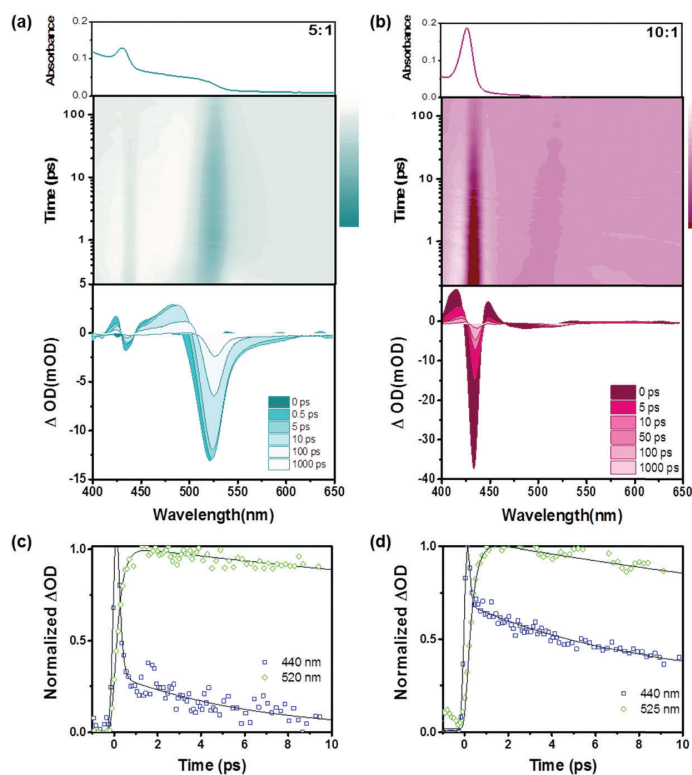 (a)
5:1
Absorbance
0.2
0.1
0.0
Time (ps)
100
10
1
5
Δ OD(mOD)
5
0
-5
-10
-15
0 ps
0.5 ps
5 ps
10 ps
100 ps
1000 ps
400 450 500 550 600 650
Wavelength(nm)
(b)
10:1
Absorbance
0.2
0.1
0.0
Time (ps)
100
10
1
Δ OD(mOD)
0
-10
-20
-30
-40
0 ps
5 ps
10 ps
50 ps
100 ps
1000 ps
400 450 500 550 600 650
Wavelength(nm)
(c)
Normalized ΔOD
1.0
0.5
0.0
440 nm
520 nm
0 2 4 6 8 10
Time (ps)
(d)
Normalized ΔOD
1.0
0.5
0.0
440 nm
525 nm
0 2 4 6 8 10
Time (ps)